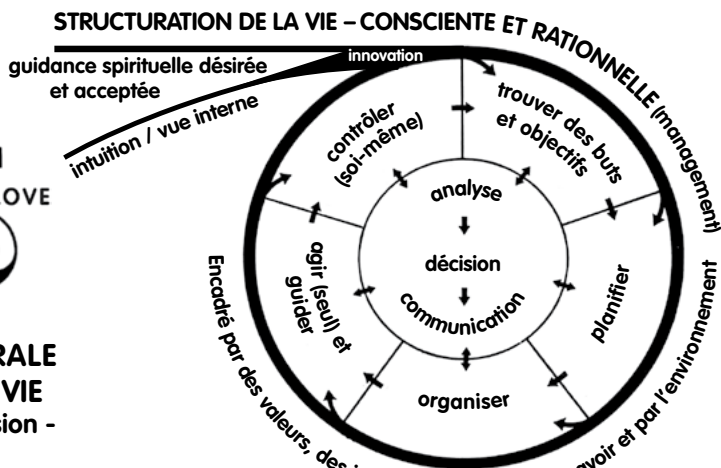 STRUCTURATION DE LA VIE – CONSCIENTE ET RATIONNELLE (management)
innovation
guidance spirituelle désirée
et acceptée
intuition / vue interne
contrôler
(soi-même)
trouver des buts
et objectifs
analyse
décision
communication
agir (seul) et
guider
planifier
organiser
Encadré par des valeurs, des
avoir et par l'environnement
LOVE
RALE
VIE
sion -